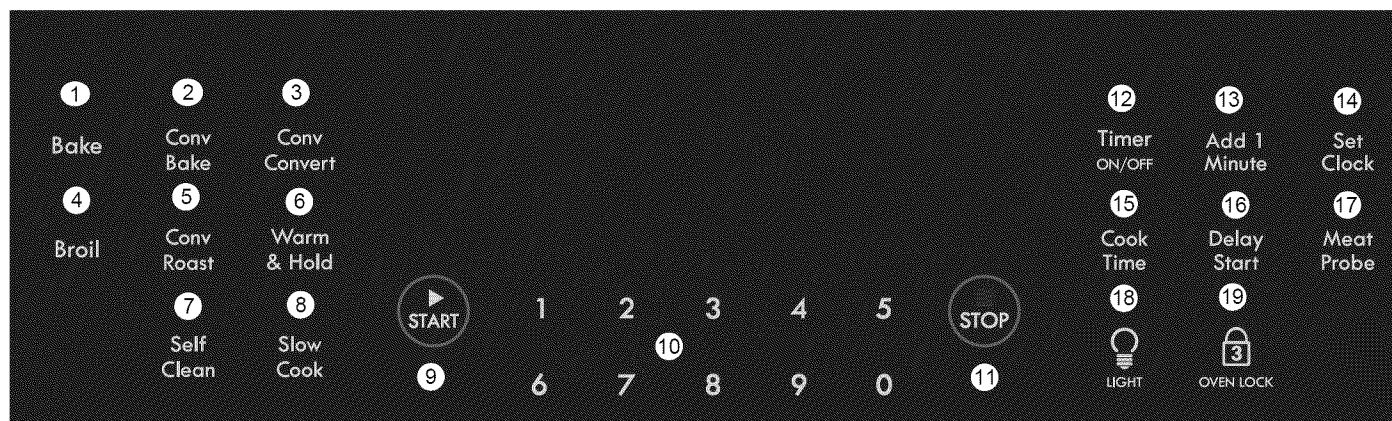 1 2 3
Bake Conv Conv
Bake Convert
4 5 6
Broil Conv Warm
Roast & Hold
7 8
Self Slow
Clean Cook
START
9
1 2 3 4 5
10
6 7 8 9 0
STOP
11
12 13 14
Timer Add 1 Set
ON/OFF Minute Clock
15 16 17
Cook Delay Meat
Time Start Probe
18 19
3
LIGHT OVEN LOCK